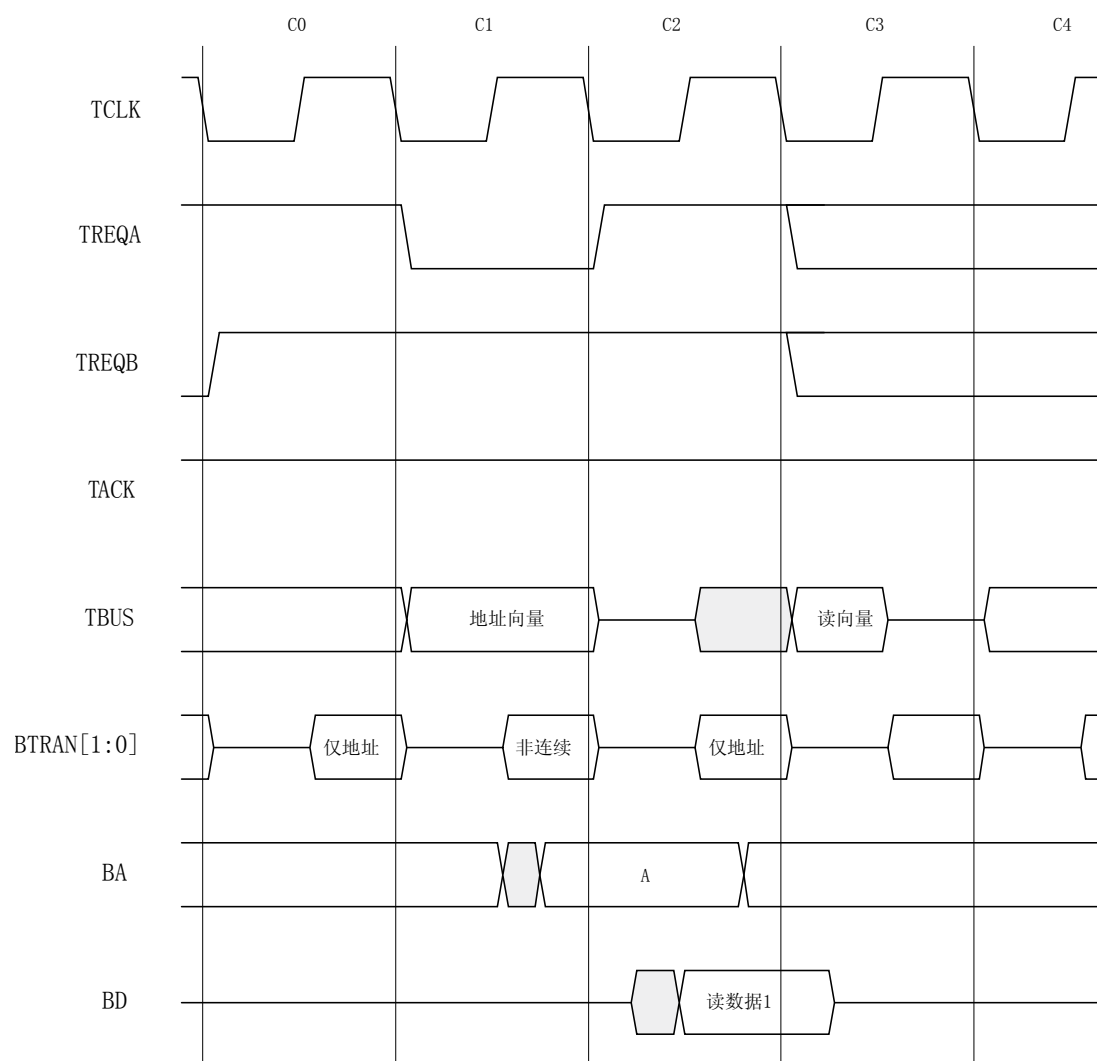 C0 C1 C2 C3 C4
TCLK
TREQA
TREQB
TACK
TBUS 地址向量 读向量
BTRAN[1:0] 仅地址 非连续 仅地址
BA A
BD 读数据1